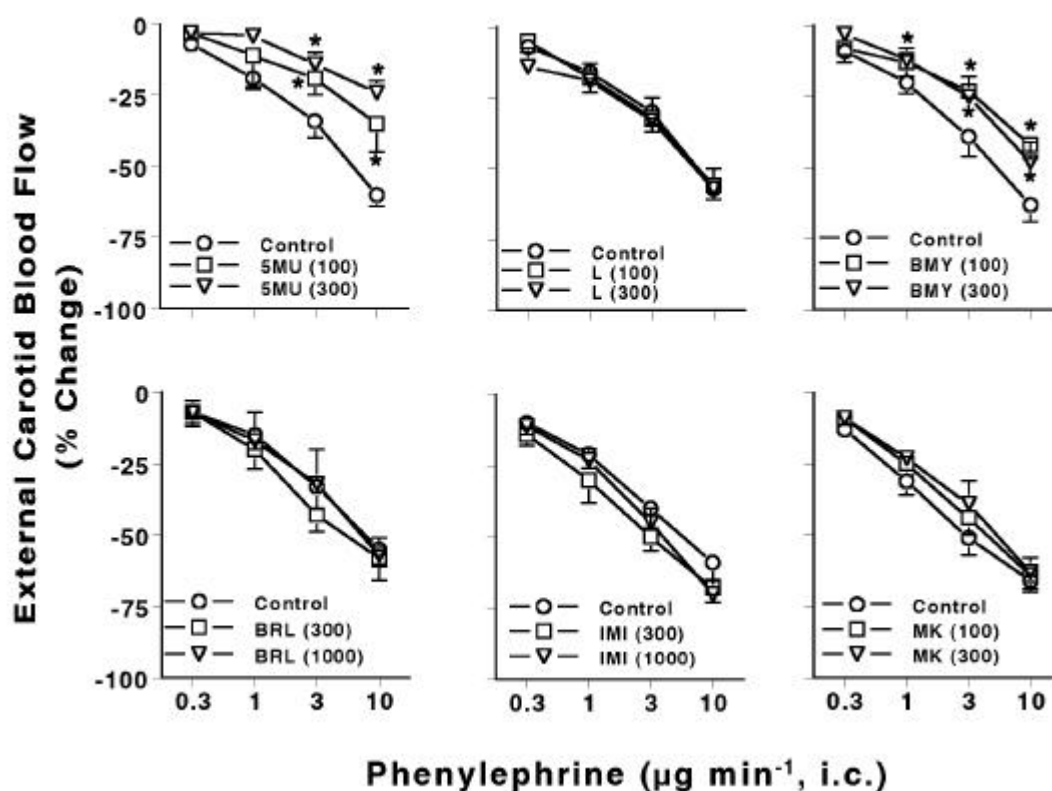 External Carotid Blood Flow
(% Change)
0
-25
-50
-75
-100
* * * *
Control
5MU (100)
5MU (300)
Control
L (100)
L (300)
* * * * *
Control
BMY (100)
BMY (300)
0
-25
-50
-75
-100
Control
BRL (300)
BRL (1000)
0.3 1 3 10
Control
IMI (300)
IMI (1000)
0.3 1 3 10
Control
MK (100)
MK (300)
0.3 1 3 10
Phenylephrine (µg min⁻¹, i.c.)